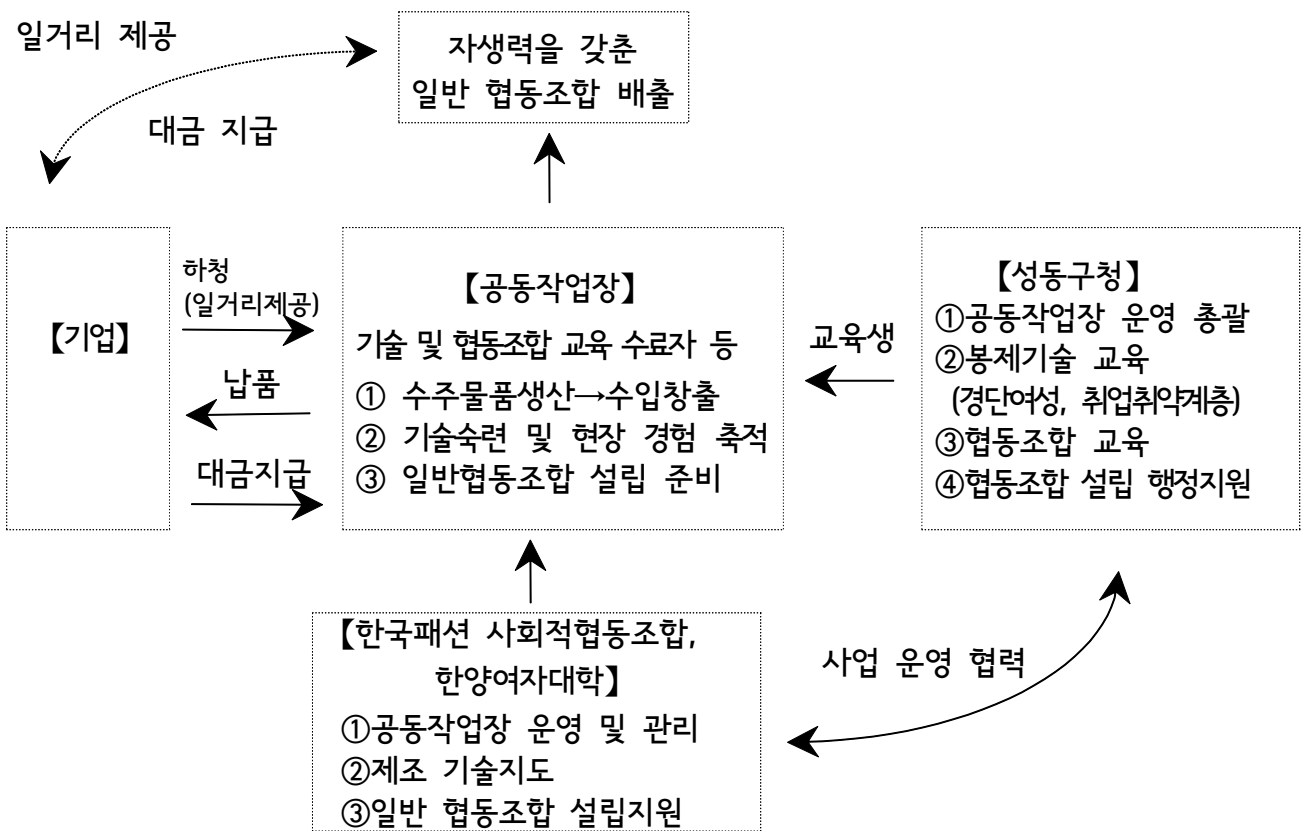 일거리 제공
자생력을 갖춘
일반 협동조합 배출
대금 지급
【기업】
하청
(일거리제공)
납품
대금지급
【공동작업장】
기술 및 협동조합 교육 수료자 등
① 수주물품생산→수입창출
② 기술숙련 및 현장 경험 축적
③ 일반협동조합 설립 준비
교육생
【성동구청】
①공동작업장 운영 총괄
②봉제기술 교육
(경단여성, 취업취약계층)
③협동조합 교육
④협동조합 설립 행정지원
【한국패션 사회적협동조합,
한양여자대학】
①공동작업장 운영 및 관리
②제조 기술지도
③일반 협동조합 설립지원
사업 운영 협력